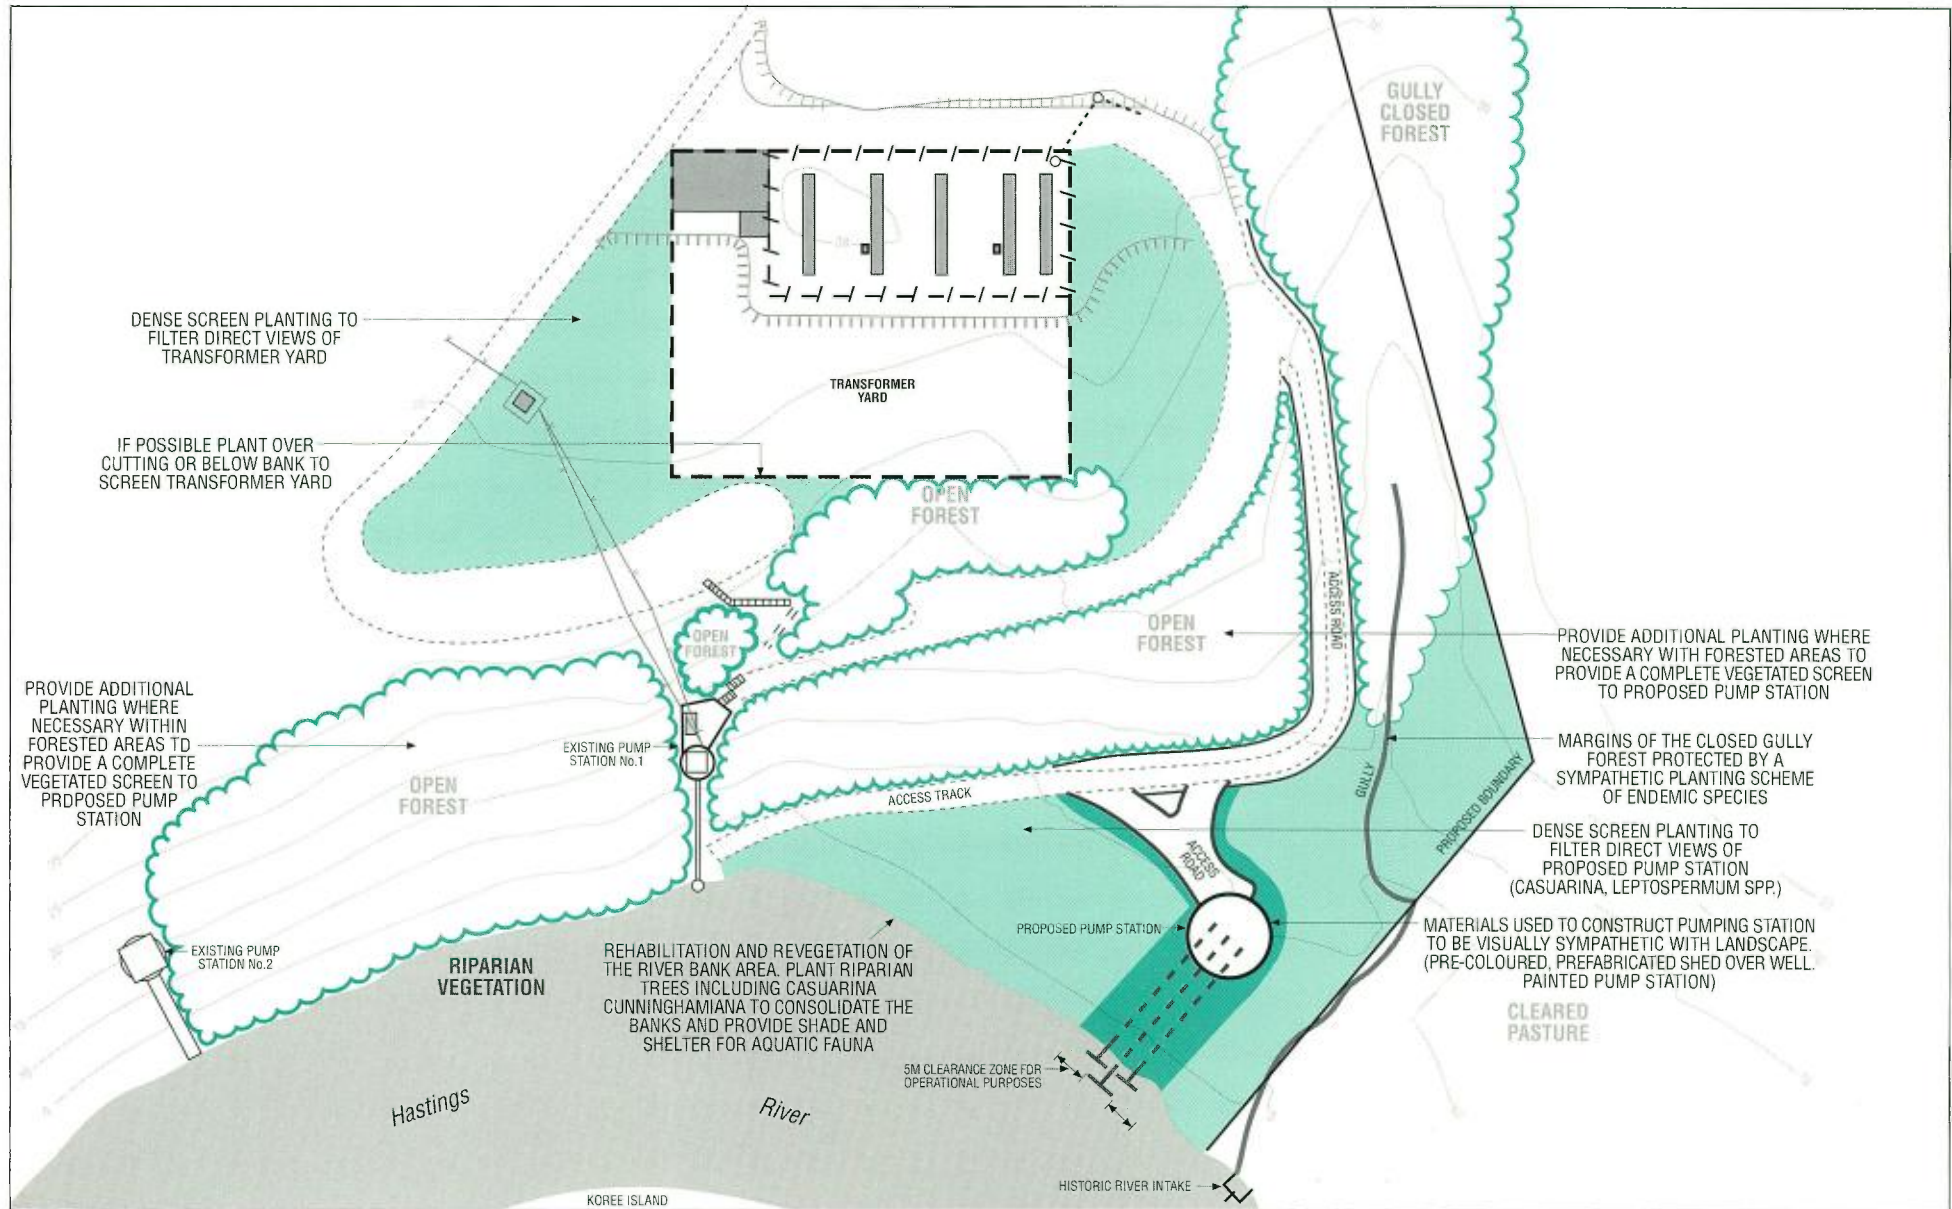 GULLY
CLOSED
FOREST
DENSE SCREEN PLANTING TO
FILTER DIRECT VIEWS OF
TRANSFORMER YARD
TRANSFORMER
YARD
IF POSSIBLE PLANT OVER
CUTTING OR BELOW BANK TO
SCREEN TRANSFORMER YARD
OPEN
FOREST
ACCESS ROAD
OPEN
FOREST
OPEN
FOREST
PROVIDE ADDITIONAL PLANTING WHERE
NECESSARY WITH FORESTED AREAS TO
PROVIDE A COMPLETE VEGETATED SCREEN
TO PROPOSED PUMP STATION
PROVIDE ADDITIONAL
PLANTING WHERE
NECESSARY WITHIN
FORESTED AREAS TD
PROVIDE A COMPLETE
VEGETATED SCREEN TO
PRDPOSED PUMP
STATION
EXISTING PUMP
STATION No.1
OPEN
FOREST
ACCESS TRACK
GULLY
PROPOSED BOUNDARY
MARGINS OF THE CLOSED GULLY
FOREST PROTECTED BY A
SYMPATHETIC PLANTING SCHEME
OF ENDEMIC SPECIES
DENSE SCREEN PLANTING TO
FILTER DIRECT VIEWS OF
PROPOSED PUMP STATION
(CASUARINA, LEPTOSPERMUM SPP.)
ACCESS
ROAD
PROPOSED PUMP STATION
MATERIALS USED TO CONSTRUCT PUMPING STATION
TO BE VISUALLY SYMPATHETIC WITH LANDSCAPE.
(PRE-COLOURED, PREFABRICATED SHED OVER WELL.
PAINTED PUMP STATION)
EXISTING PUMP
STATION No.2
RIPARIAN
VEGETATION
REHABILITATION AND REVEGETATION OF
THE RIVER BANK AREA. PLANT RIPARIAN
TREES INCLUDING CASUARINA
CUNNINGHAMIANA TO CONSOLIDATE THE
BANKS AND PROVIDE SHADE AND
SHELTER FOR AQUATIC FAUNA
CLEARED
PASTURE
5M CLEARANCE ZONE FOR
OPERATIONAL PURPOSES
Hastings River
HISTORIC RIVER INTAKE
KOREE ISLAND